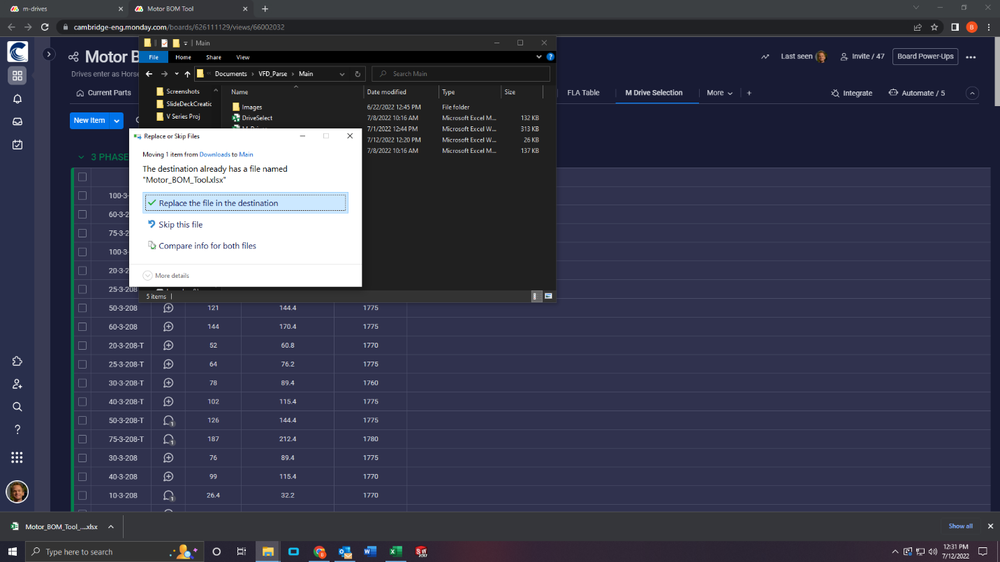 m-drives
Motor BOM Tool
cambridge-eng.monday.com/boards/626111129/views/66002032
B
Main
File
Home
Share
View
Documents
VFD_Parse
Main
Search Main
Screenshots
SlideDeckCreatic
V Series Proj
Name
Date modified
Type
Size
Images
6/22/2022 12:45 PM
File folder
DriveSelect
7/8/2022 10:16 AM
Microsoft Excel M...
132 KB
7/1/2022 12:44 PM
Microsoft Excel W...
313 KB
7/12/2022 12:20 PM
Microsoft Excel W...
26 KB
7/8/2022 10:16 AM
Microsoft Excel M...
137 KB
5 items
Motor B
Drives enter as Horse
Last seen
Invite / 47
Board Power-Ups
Current Parts
FLA Table
M Drive Selection
More
Integrate
Automate / 5
New Item
Replace or Skip Files
Moving 1 item from Downloads to Main
The destination already has a file named
"Motor_BOM_Tool.xlsx"
Replace the file in the destination
Skip this file
Compare info for both files
More details
3 PHASE
100-3-
60-3-2
75-3-2
100-3-
20-3-2
25-3-208
50-3-208 121 144.4 1775
60-3-208 144 170.4 1775
20-3-208-T 52 60.8 1770
25-3-208-T 64 76.2 1775
30-3-208-T 78 89.4 1760
40-3-208-T 102 115.4 1775
50-3-208-T 1 126 144.4 1775
75-3-208-T 1 187 212.4 1780
30-3-208 76 89.4 1775
40-3-208 99 115.4 1770
10-3-208 1 26.4 32.2 1770
Motor_BOM_Tool_....xlsx
Show all
Type here to search
12:31 PM
7/12/2022